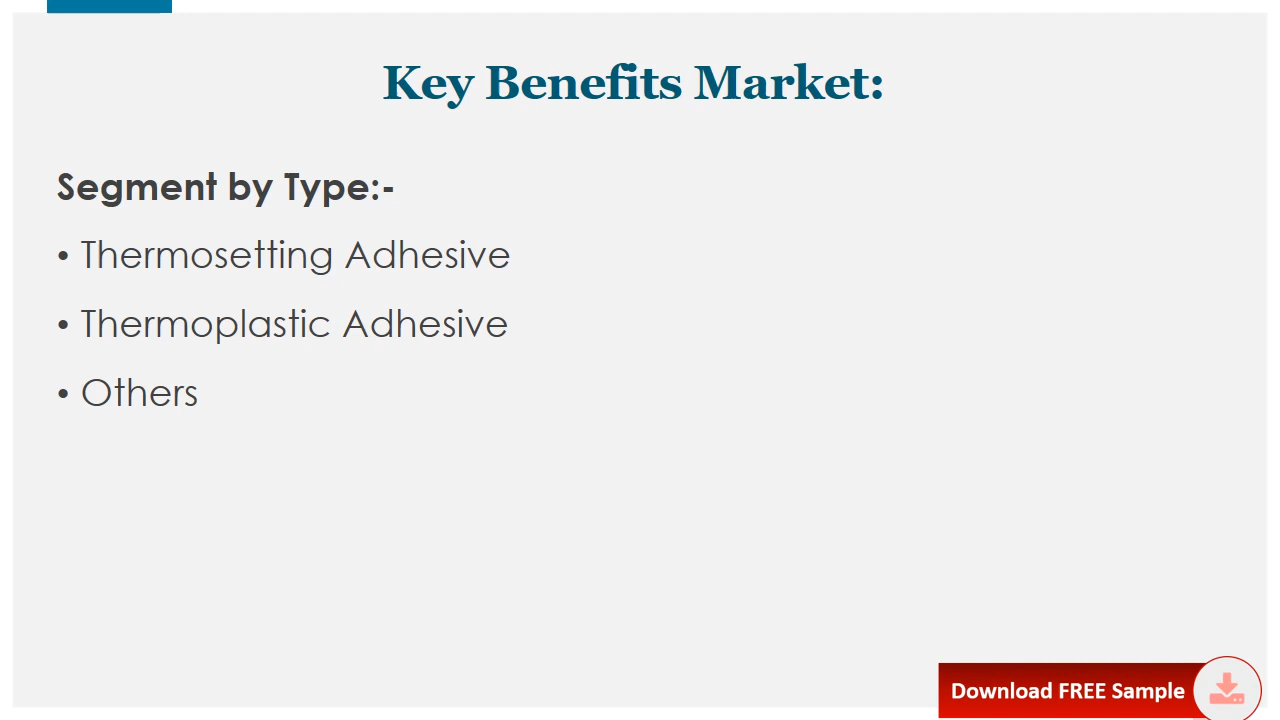 Key Benefits Market:
Segment by Type:-
• Thermosetting Adhesive
• Thermoplastic Adhesive
• Others
Download FREE Sample